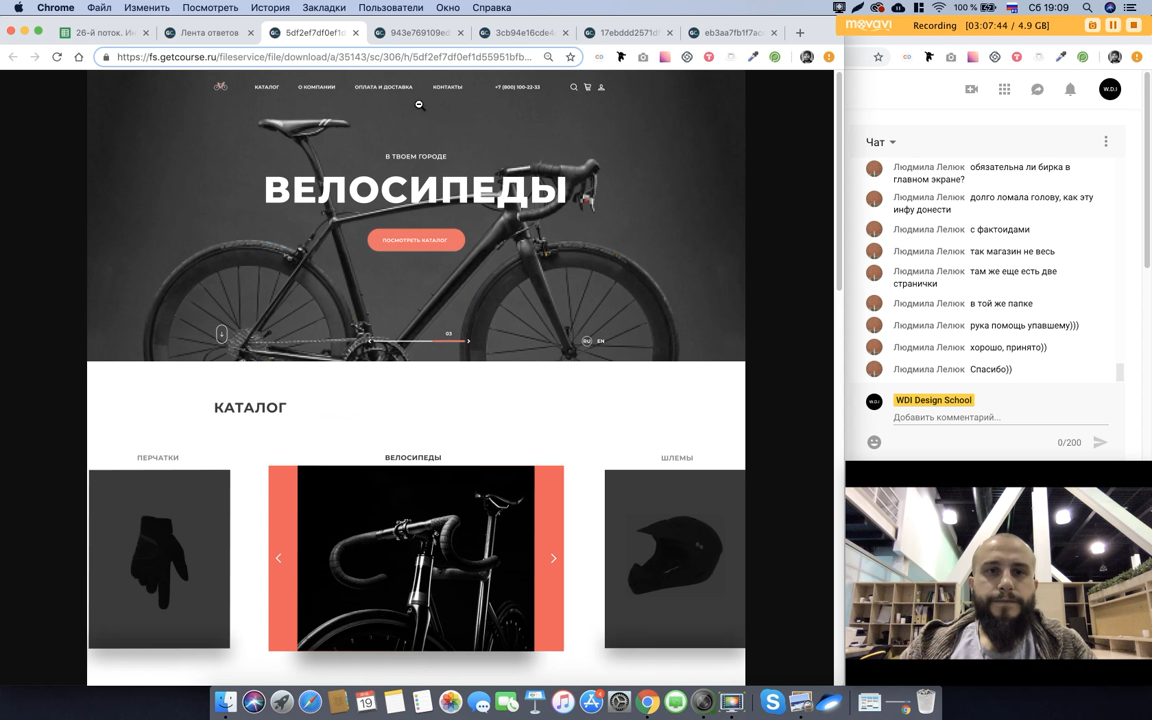 Chrome Файл Изменить Посмотреть История Закладки Пользователи Окно Справка
100 % Сб 19:09
movavi Recording [03:07:44 / 4.9 GB]
26-й поток. Ин
Лента ответов
5df2ef7df0ef1d
943e769109ed
3cb94e16cde4
17ebddd2571d
eb3aa7fb1f7ac
https://fs.getcourse.ru/fileservice/file/download/a/35143/sc/306/h/5df2ef7df0ef1d55951bfb...
КАТАЛОГ О КОМПАНИИ ОПЛАТА И ДОСТАВКА КОНТАКТЫ +7 (800) 100-22-33
В ТВОЕМ ГОРОДЕ
ВЕЛОСИПЕДЫ
ПОСМОТРЕТЬ КАТАЛОГ
03
RU EN
КАТАЛОГ
ПЕРЧАТКИ
ВЕЛОСИПЕДЫ
ШЛЕМЫ
W.D.I
Чат
Людмила Лелюк обязательна ли бирка в
главном экране?
Людмила Лелюк долго ломала голову, как эту
инфу донести
Людмила Лелюк с фактоидами
Людмила Лелюк так магазин не весь
Людмила Лелюк там же еще есть две
странички
Людмила Лелюк в той же папке
Людмила Лелюк рука помощь упавшему)))
Людмила Лелюк хорошо, принято))
Людмила Лелюк Спасибо))
W.D.I WDI Design School
Добавить комментарий...
0/200
19